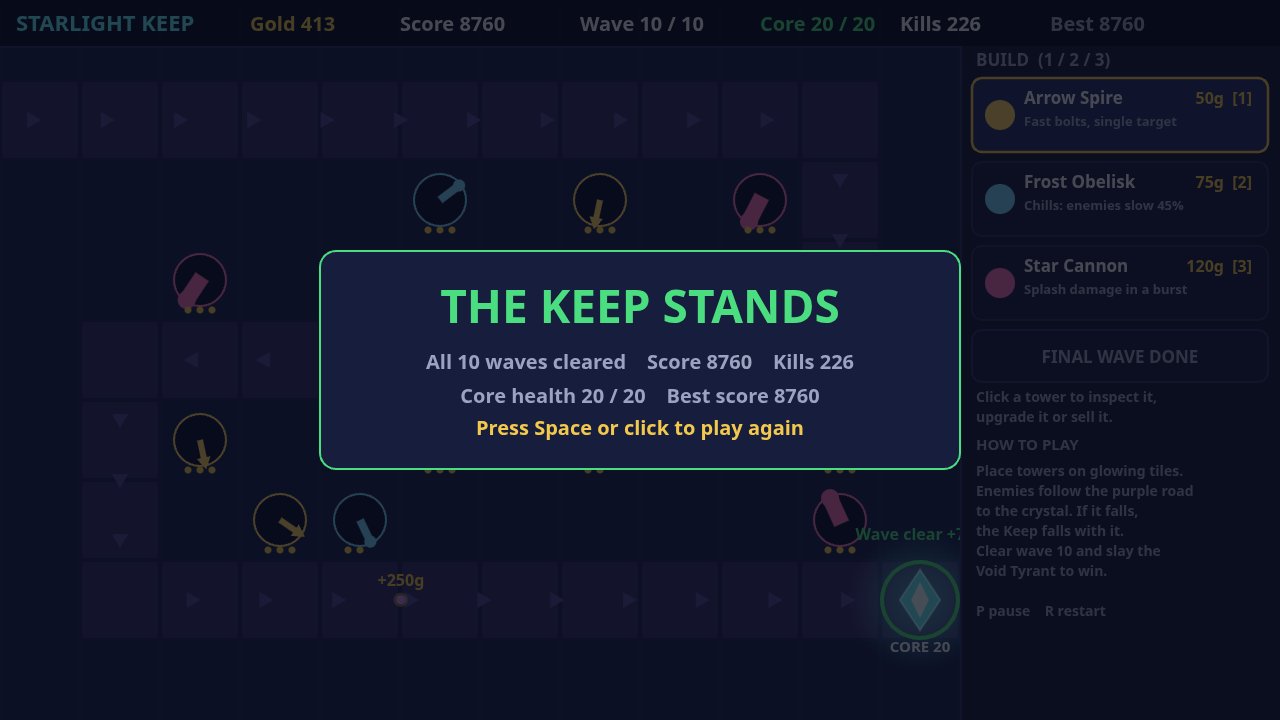 STARLIGHT KEEP Gold 413 Score 8760 Wave 10 / 10 Core 20 / 20 Kills 226 Best 8760
BUILD (1 / 2 / 3)
Arrow Spire 50g [1]
Fast bolts, single target
Frost Obelisk 75g [2]
Chills: enemies slow 45%
Star Cannon 120g [3]
Splash damage in a burst
FINAL WAVE DONE
Click a tower to inspect it,
upgrade it or sell it.
HOW TO PLAY
Place towers on glowing tiles.
Enemies follow the purple road
to the crystal. If it falls,
the Keep falls with it.
Clear wave 10 and slay the
Void Tyrant to win.
P pause R restart
THE KEEP STANDS
All 10 waves cleared Score 8760 Kills 226
Core health 20 / 20 Best score 8760
Press Space or click to play again
Wave clear
+250g
CORE 20